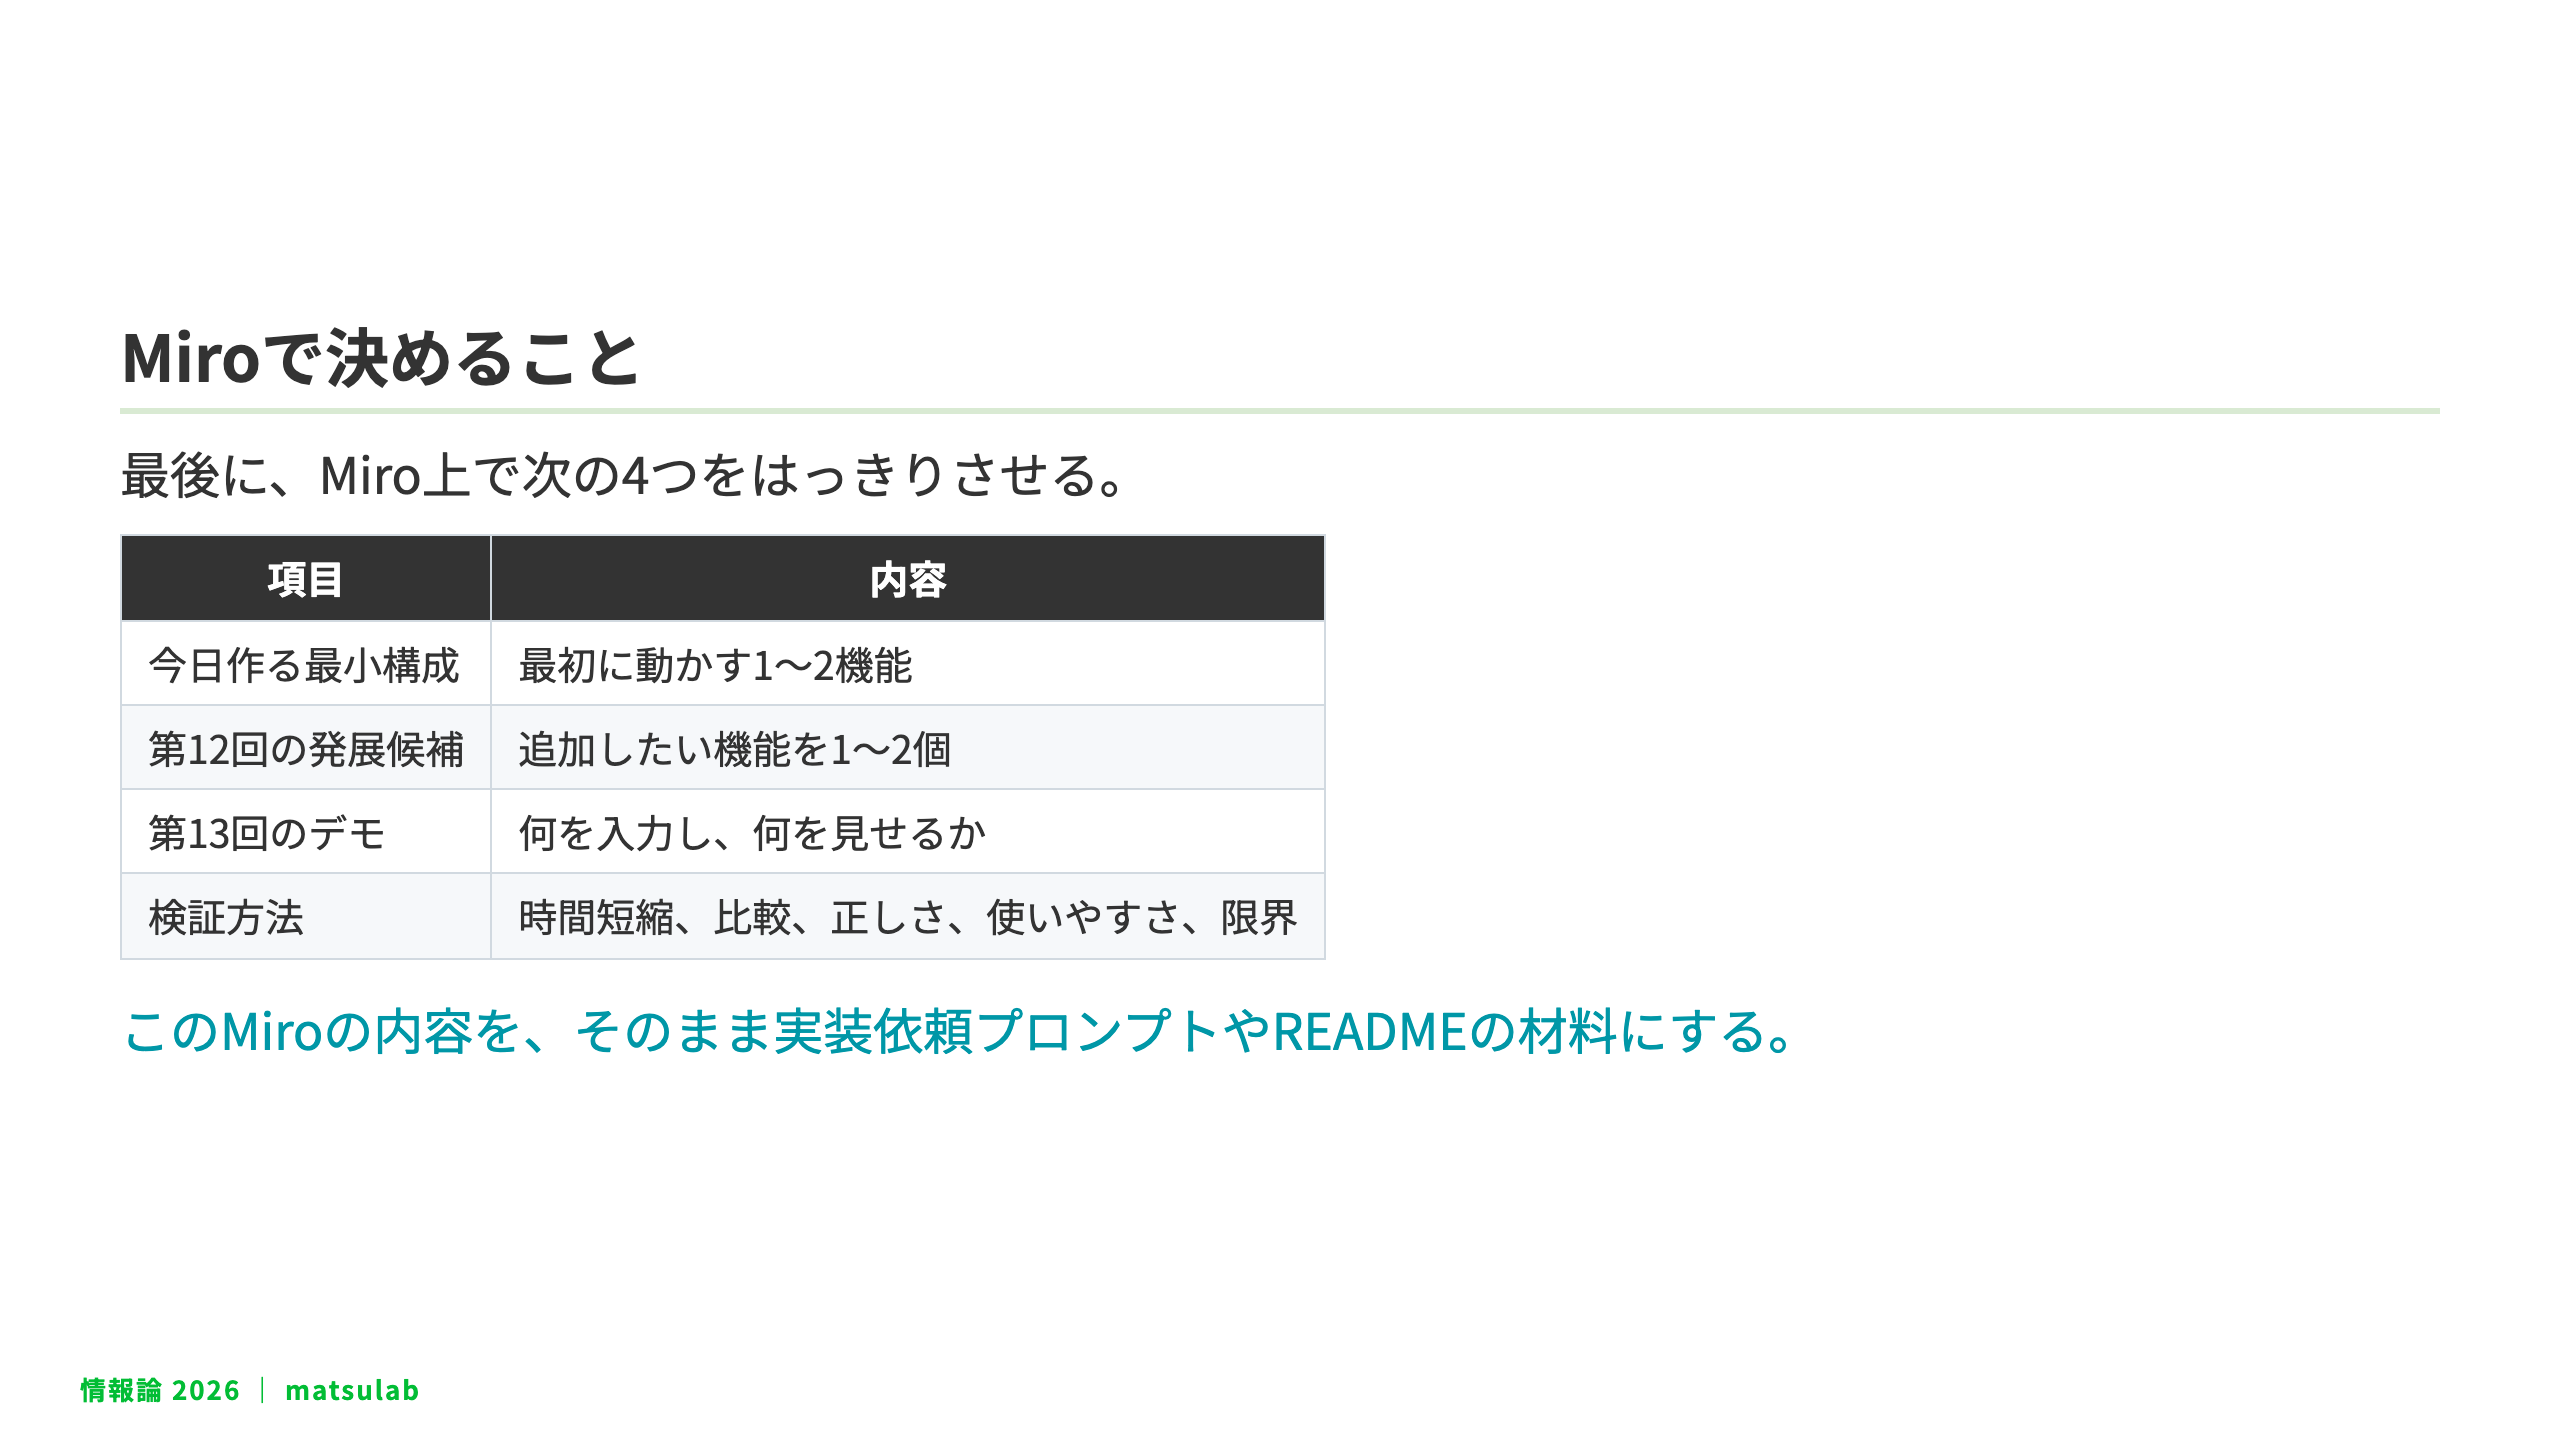 Miroで決めること
最後に、Miro上で次の4つをはっきりさせる。
項目 内容
今日作る最小構成 最初に動かす1〜2機能
第12回の発展候補 追加したい機能を1〜2個
第13回のデモ 何を入力し、何を見せるか
検証方法 時間短縮、比較、正しさ、使いやすさ、限界
このMiroの内容を、そのまま実装依頼プロンプトやREADMEの材料にする。
情報論 2026 ｜ matsulab